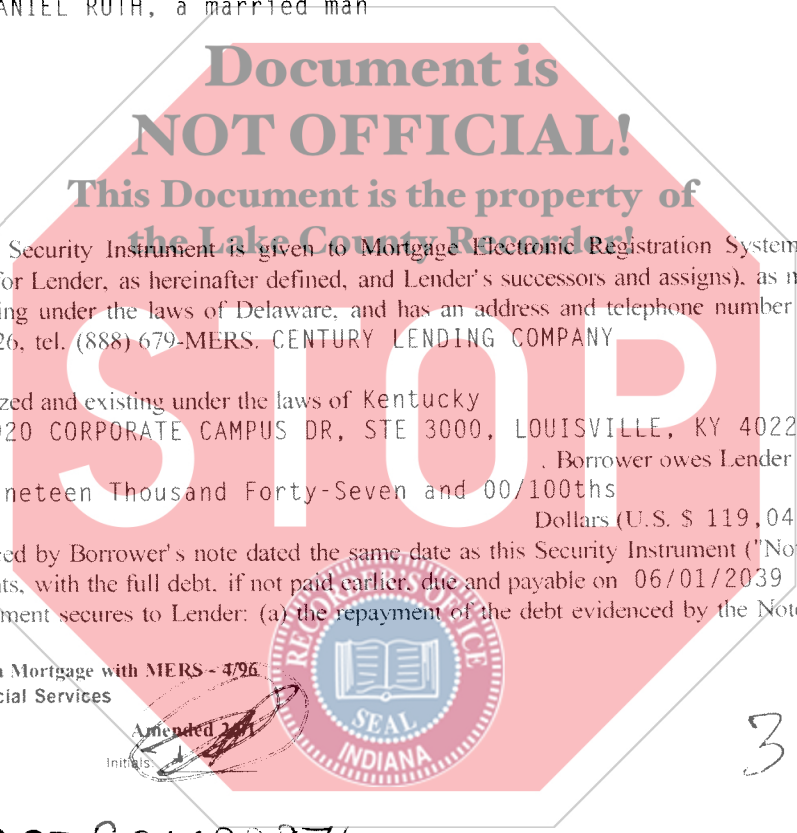 ANIEL RUTH, a married man
Document is
NOT OFFICIAL!
This Document is the property of
the Lake County Recorder!
Security Instrument is given to Mortgage Electronic Registration System
for Lender, as hereinafter defined, and Lender's successors and assigns), as
ing under the laws of Delaware, and has an address and telephone number
26, tel. (888) 679-MERS. CENTURY LENDING COMPANY
zed and existing under the laws of Kentucky
20 CORPORATE CAMPUS DR, STE 3000, LOUISVILLE, KY 4022
. Borrower owes Lender
neteen Thousand Forty-Seven and 00/100ths
Dollars (U.S. $ 119,04
ced by Borrower's note dated the same date as this Security Instrument ("No
ts, with the full debt, if not paid earlier, due and payable on 06/01/2039
ment secures to Lender: (a) the repayment of the debt evidenced by the Note
Mortgage with MERS - 4/96
cial Services
Amended 2/01
Initials:
STOP
RECORDER'S OFFICE
SEAL
INDIANA
3